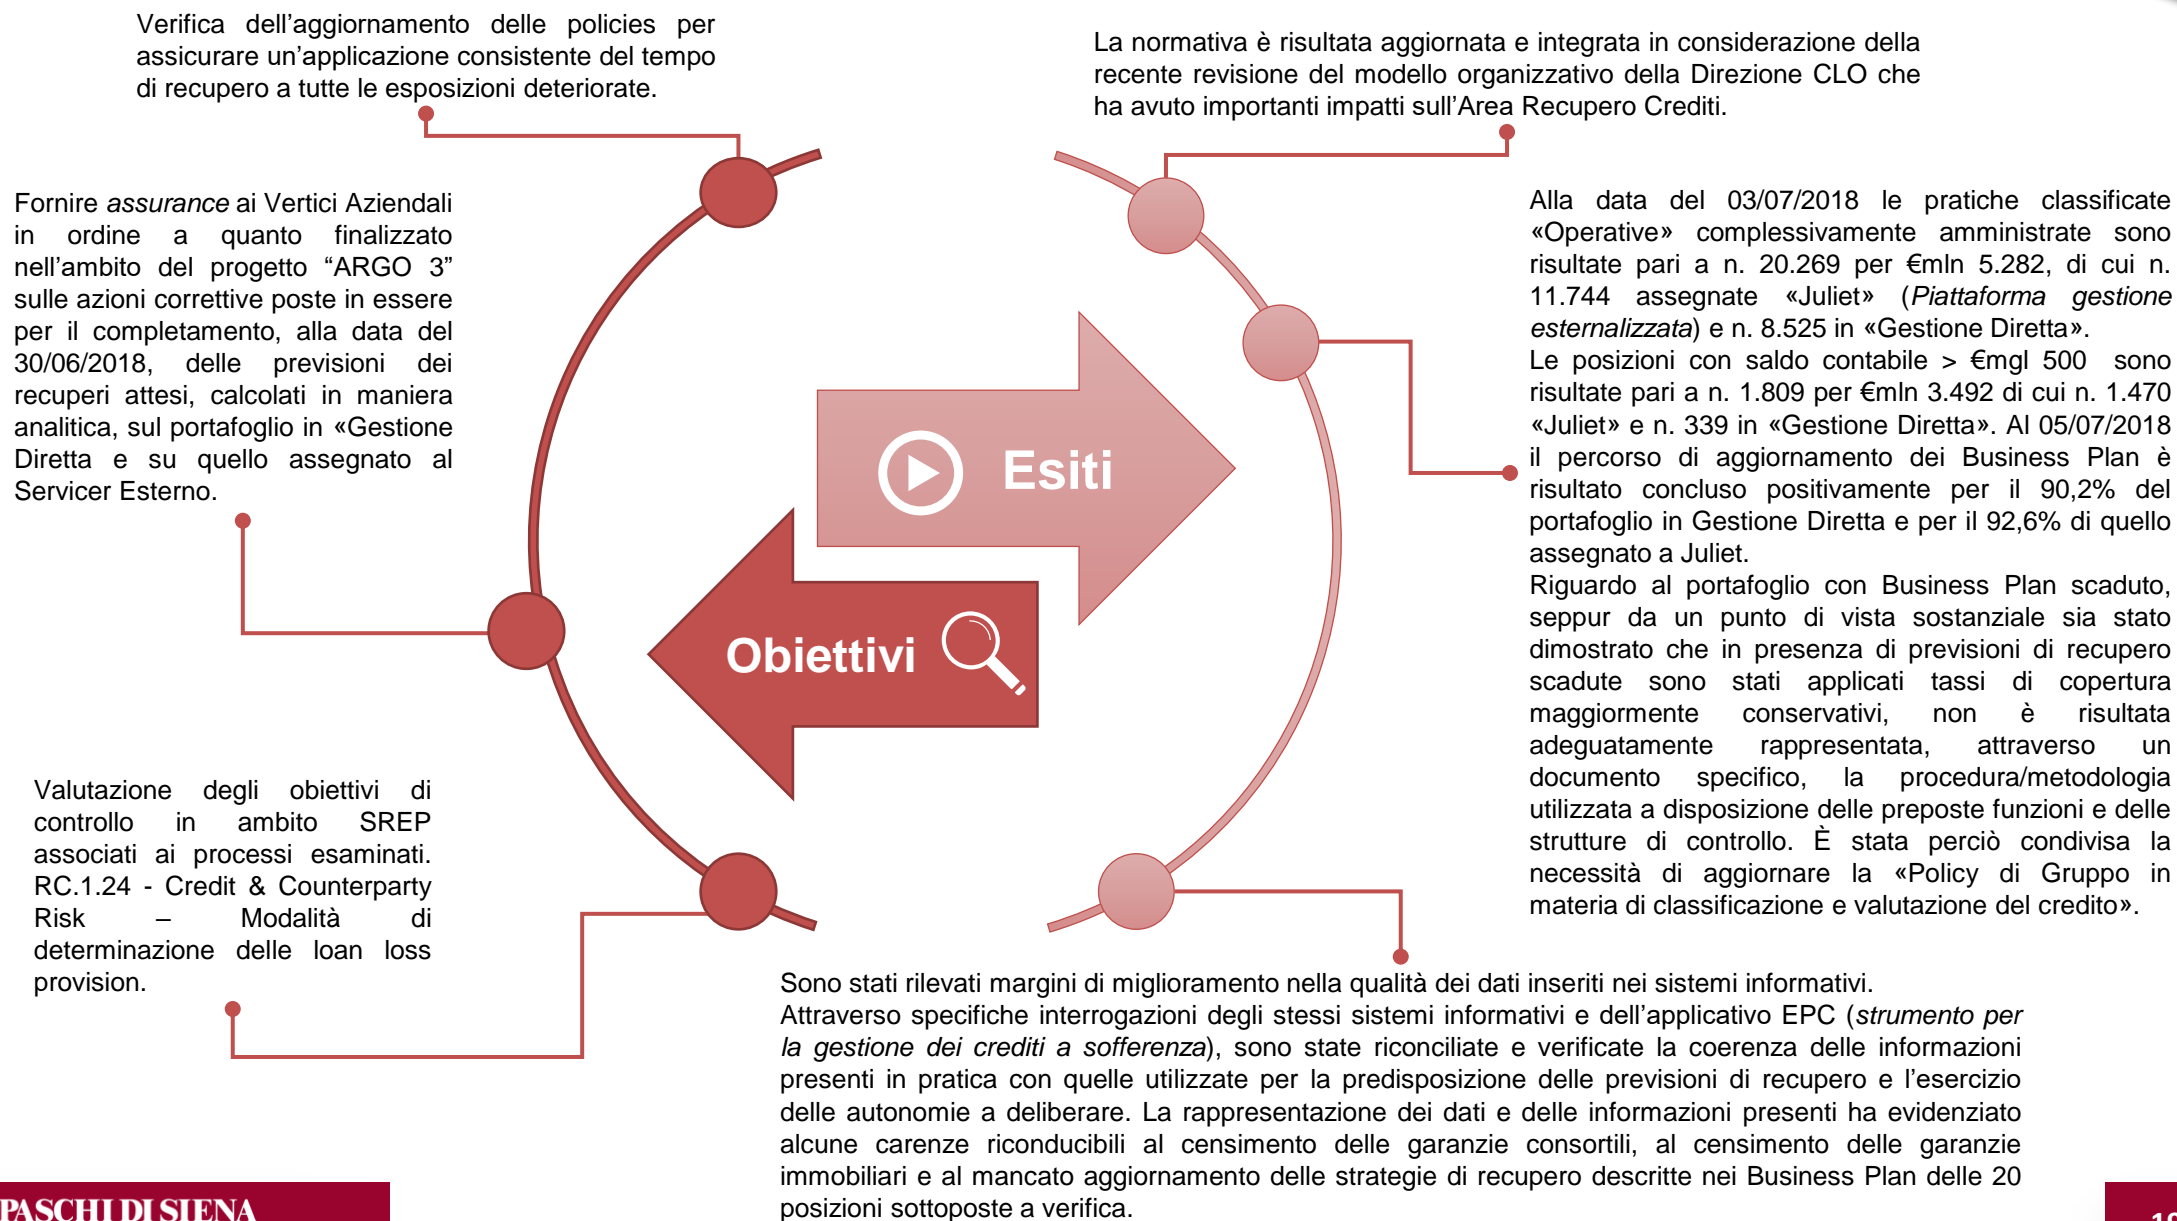 Verifica dell’aggiornamento delle policies per
assicurare un’applicazione consistente del tempo
di recupero a tutte le esposizioni deteriorate.
Fornire assurance ai Vertici Aziendali
in ordine a quanto finalizzato
nell’ambito del progetto “ARGO 3”
sulle azioni correttive poste in essere
per il completamento, alla data del
30/06/2018, delle previsioni dei
recuperi attesi, calcolati in maniera
analitica, sul portafoglio in «Gestione
Diretta e su quello assegnato al
Servicer Esterno.
Valutazione degli obiettivi di
controllo in ambito SREP
associati ai processi esaminati.
RC.1.24 - Credit & Counterparty
Risk – Modalità di
determinazione delle loan loss
provision.
Obiettivi
Esiti
La normativa è risultata aggiornata e integrata in considerazione della
recente revisione del modello organizzativo della Direzione CLO che
ha avuto importanti impatti sull’Area Recupero Crediti.
Alla data del 03/07/2018 le pratiche classificate
«Operative» complessivamente amministrate sono
risultate pari a n. 20.269 per €mln 5.282, di cui n.
11.744 assegnate «Juliet» (Piattaforma gestione
esternalizzata) e n. 8.525 in «Gestione Diretta».
Le posizioni con saldo contabile > €mgl 500 sono
risultate pari a n. 1.809 per €mln 3.492 di cui n. 1.470
«Juliet» e n. 339 in «Gestione Diretta». Al 05/07/2018
il percorso di aggiornamento dei Business Plan è
risultato concluso positivamente per il 90,2% del
portafoglio in Gestione Diretta e per il 92,6% di quello
assegnato a Juliet.
Riguardo al portafoglio con Business Plan scaduto,
seppur da un punto di vista sostanziale sia stato
dimostrato che in presenza di previsioni di recupero
scadute sono stati applicati tassi di copertura
maggiormente conservativi, non è risultata
adeguatamente rappresentata, attraverso un
documento specifico, la procedura/metodologia
utilizzata a disposizione delle preposte funzioni e delle
strutture di controllo. È stata perciò condivisa la
necessità di aggiornare la «Policy di Gruppo in
materia di classificazione e valutazione del credito».
Sono stati rilevati margini di miglioramento nella qualità dei dati inseriti nei sistemi informativi.
Attraverso specifiche interrogazioni degli stessi sistemi informativi e dell’applicativo EPC (strumento per
la gestione dei crediti a sofferenza), sono state riconciliate e verificate la coerenza delle informazioni
presenti in pratica con quelle utilizzate per la predisposizione delle previsioni di recupero e l’esercizio
delle autonomie a deliberare. La rappresentazione dei dati e delle informazioni presenti ha evidenziato
alcune carenze riconducibili al censimento delle garanzie consortili, al censimento delle garanzie
immobiliari e al mancato aggiornamento delle strategie di recupero descritte nei Business Plan delle 20
posizioni sottoposte a verifica.
PASCHI DI SIENA